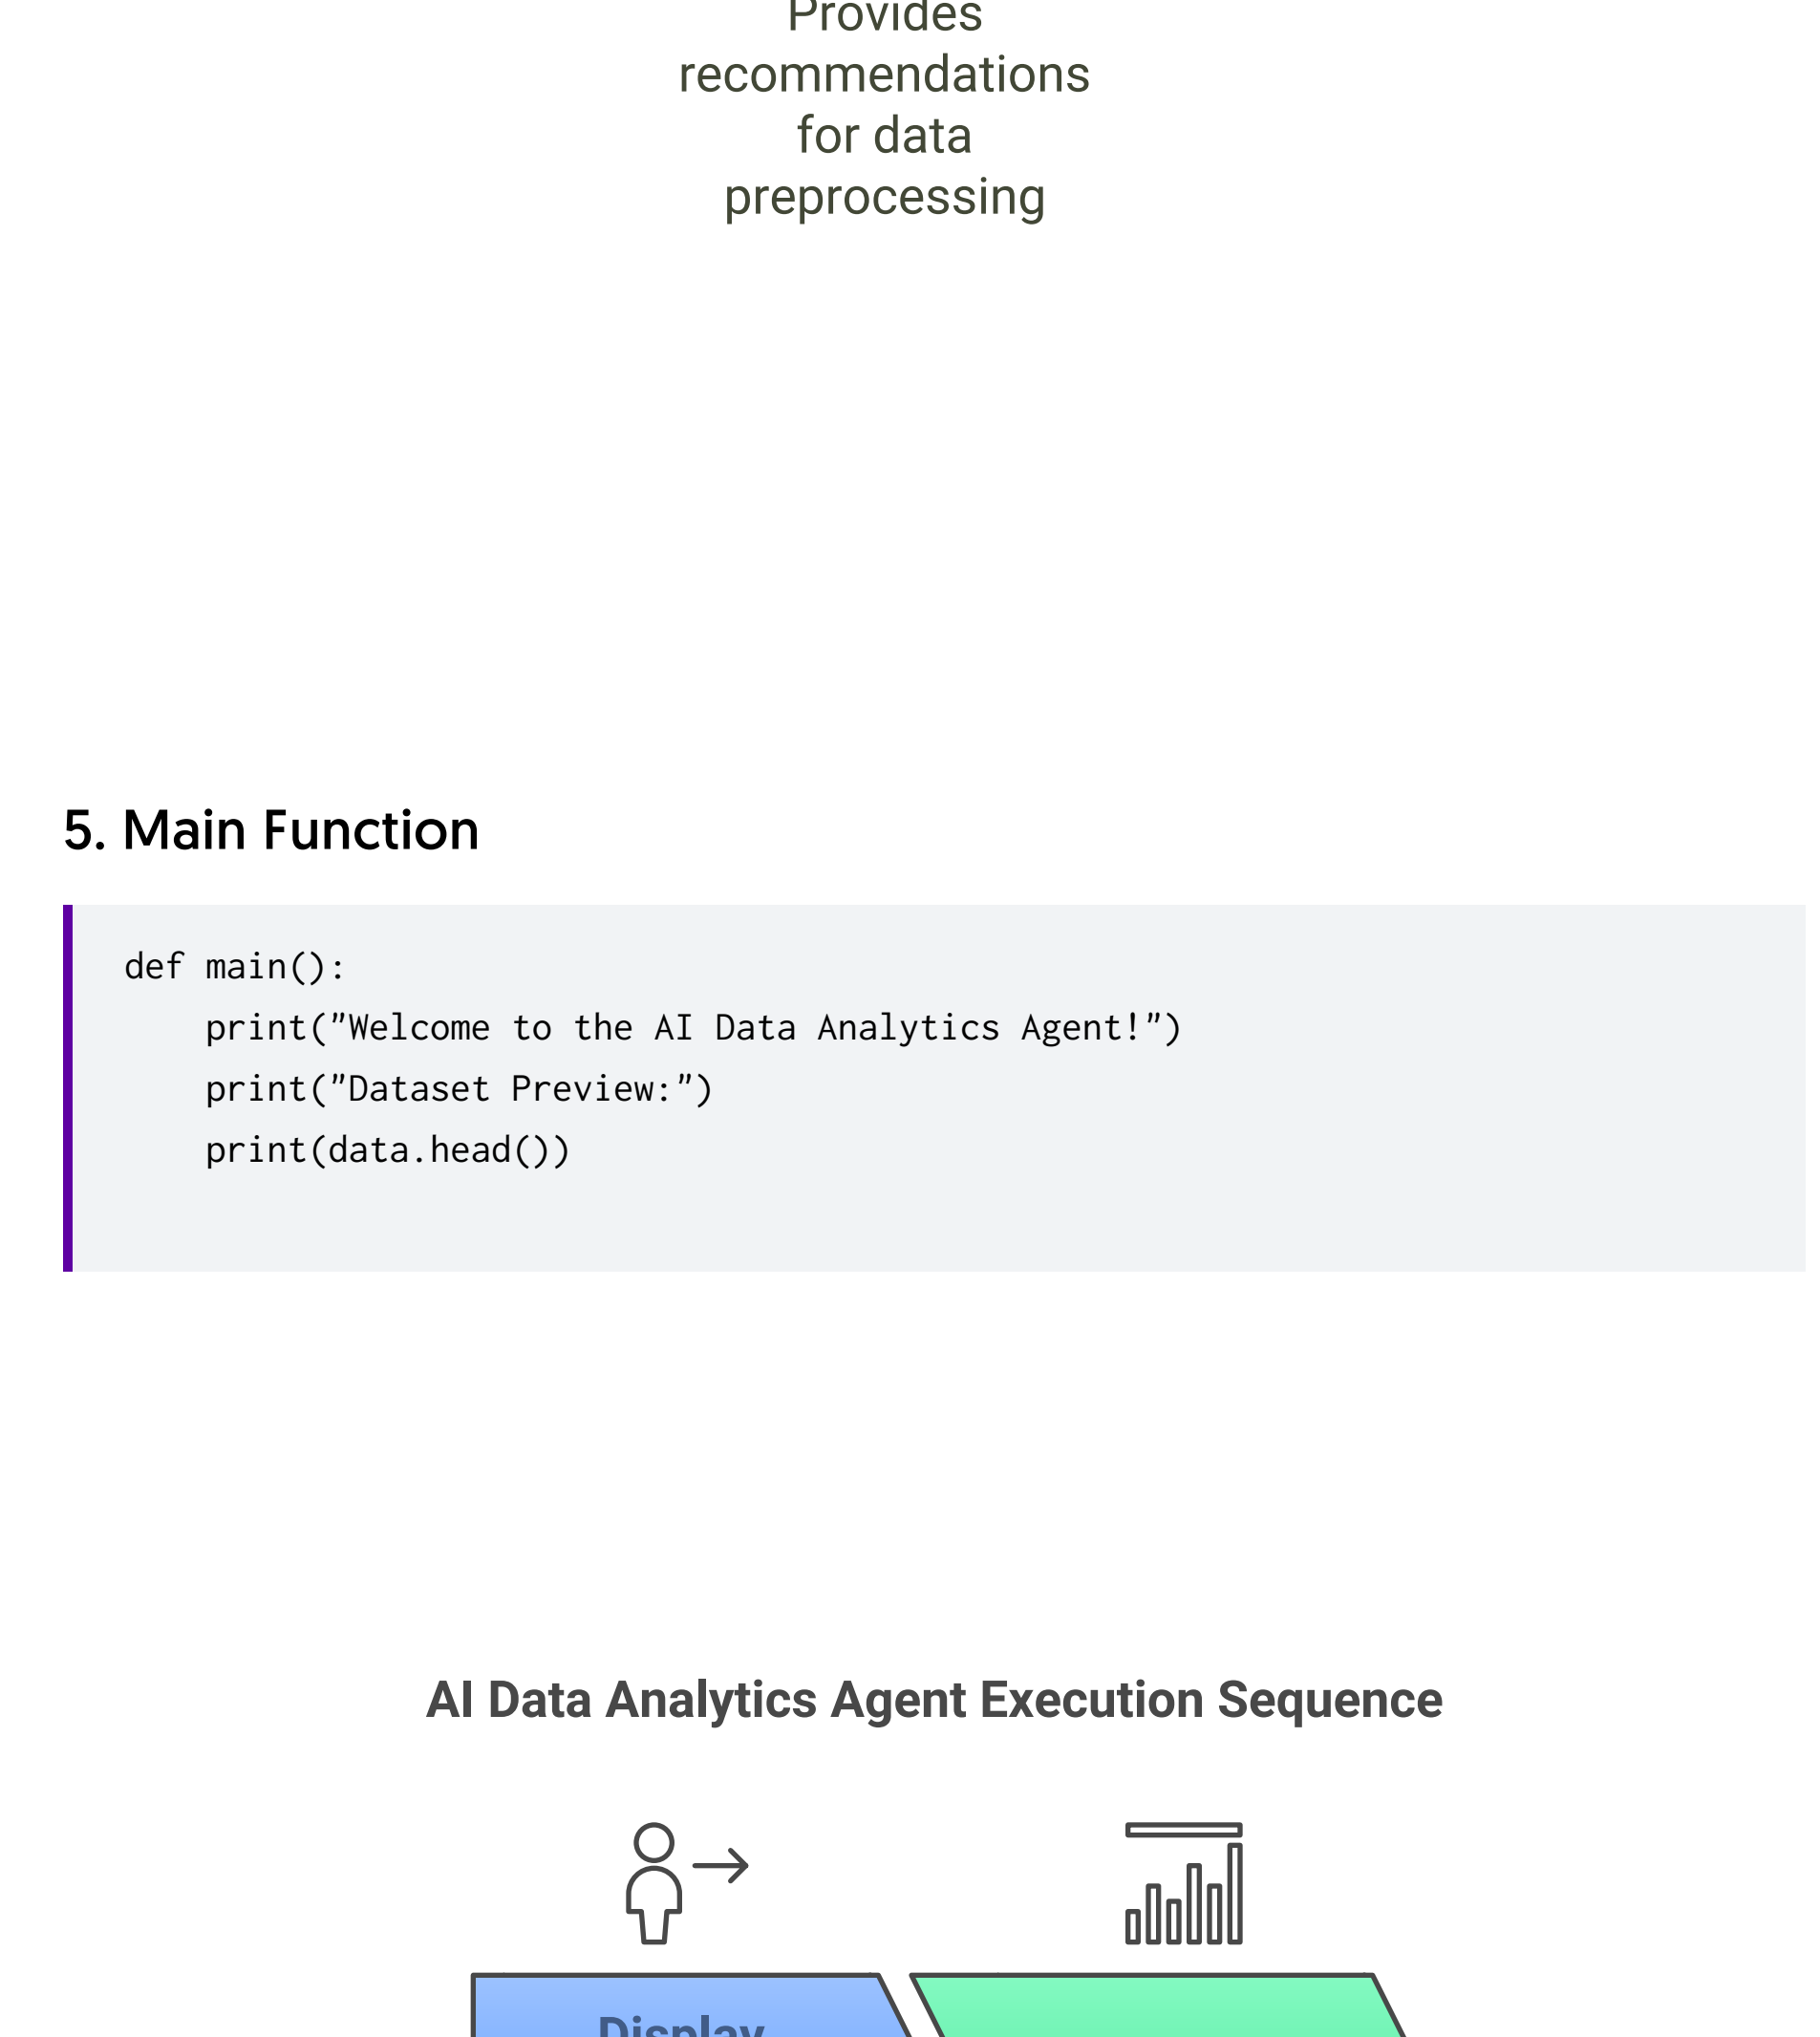 Provides
recommendations
for data
preprocessing
5. Main Function
def main():
    print("Welcome to the AI Data Analytics Agent!")
    print("Dataset Preview:")
    print(data.head())
AI Data Analytics Agent Execution Sequence
Display